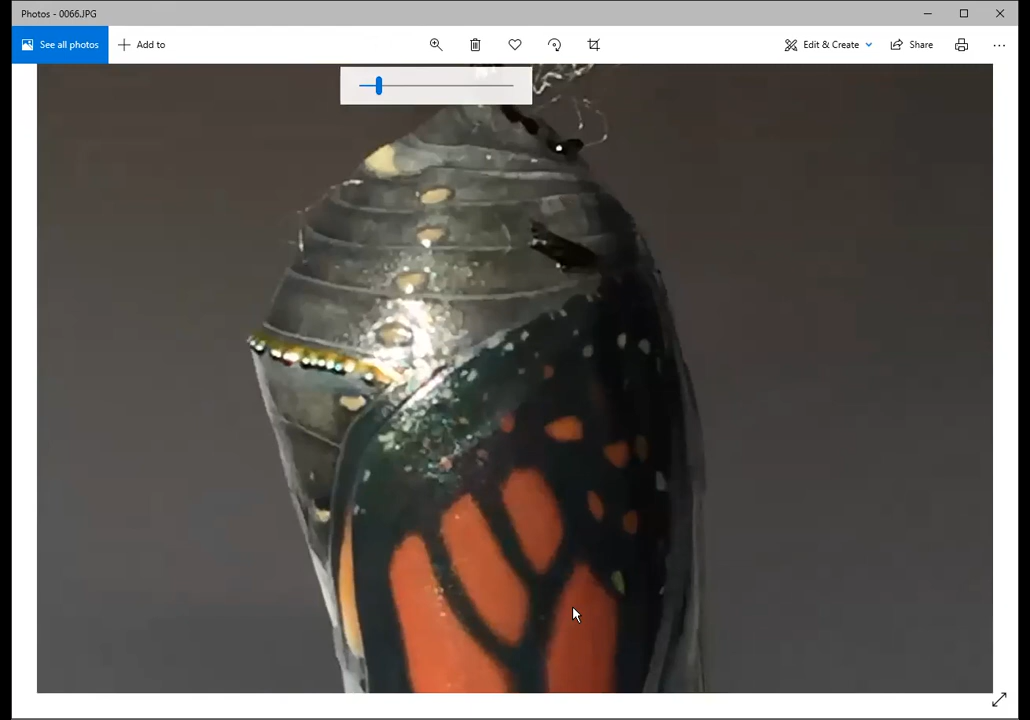 Photos - 0066.JPG
See all photos
Add to
Edit & Create
Share